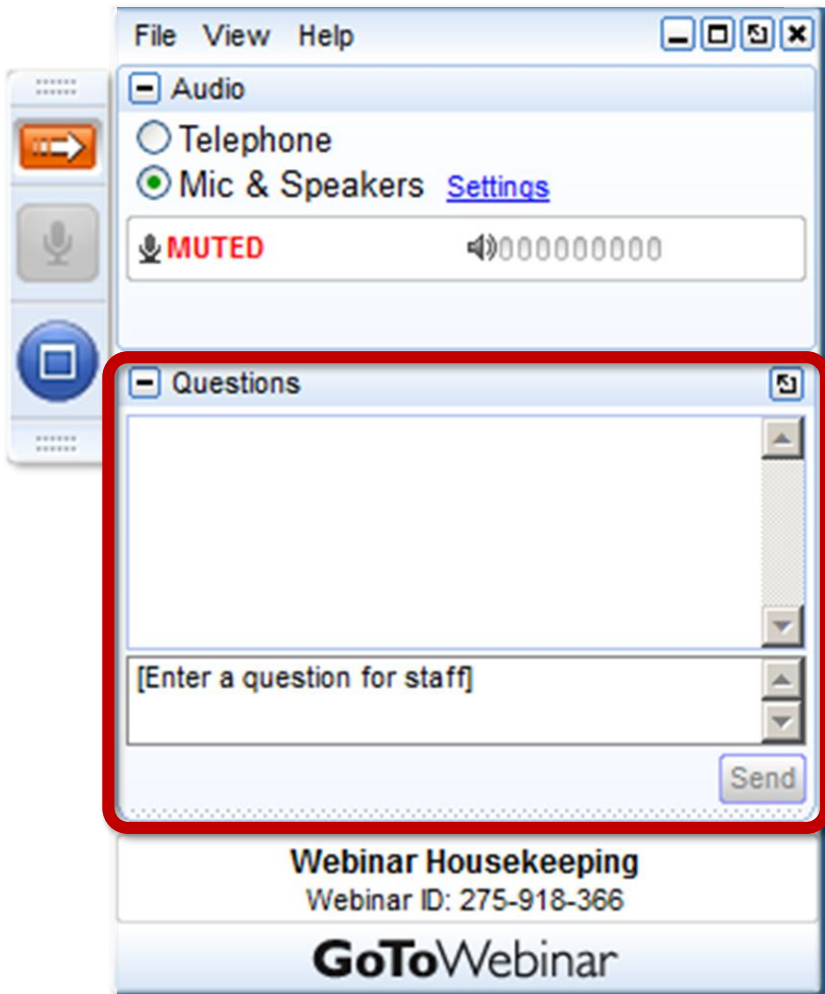 File View Help
Audio
Telephone
Mic & Speakers Settings
MUTED 000000000
Questions
[Enter a question for staff]
Send
Webinar Housekeeping
Webinar ID: 275-918-366
GoToWebinar